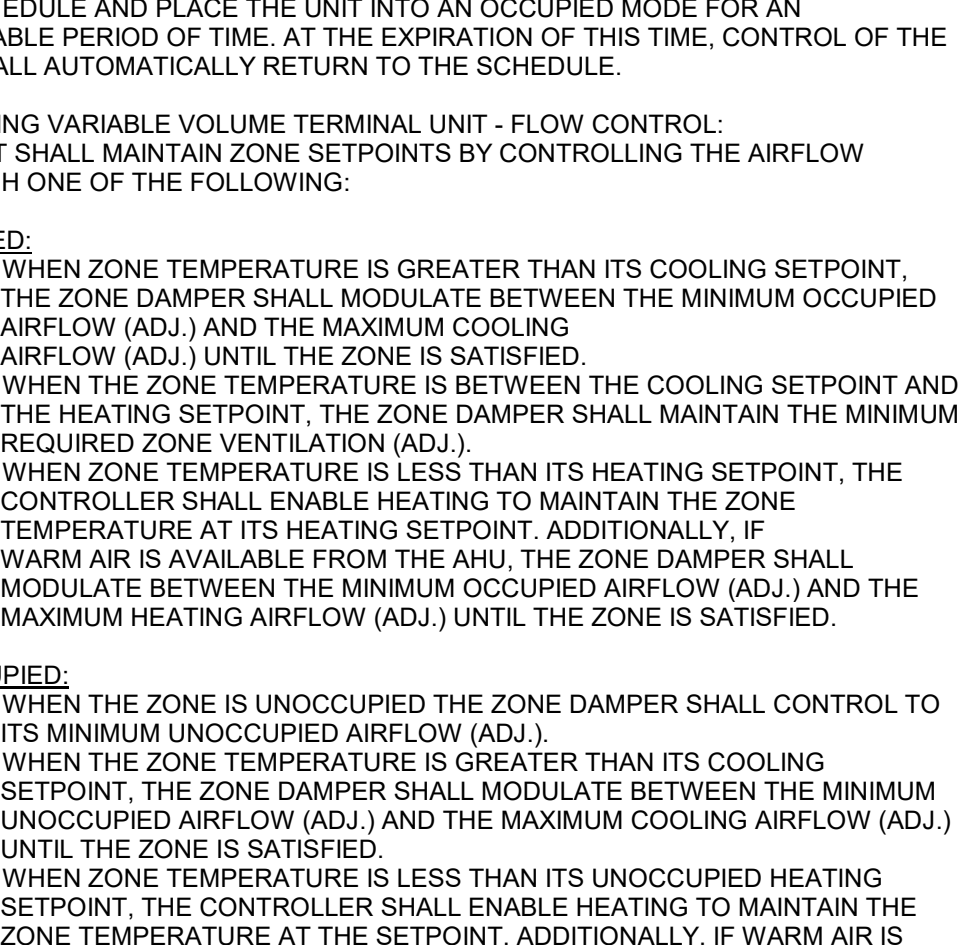 EDULE AND PLACE THE UNIT INTO AN OCCUPIED MODE FOR AN
ABLE PERIOD OF TIME. AT THE EXPIRATION OF THIS TIME, CONTROL OF THE
ALL AUTOMATICALLY RETURN TO THE SCHEDULE.
NG VARIABLE VOLUME TERMINAL UNIT - FLOW CONTROL:
T SHALL MAINTAIN ZONE SETPOINTS BY CONTROLLING THE AIRFLOW
H ONE OF THE FOLLOWING:
ED:
WHEN ZONE TEMPERATURE IS GREATER THAN ITS COOLING SETPOINT,
THE ZONE DAMPER SHALL MODULATE BETWEEN THE MINIMUM OCCUPIED
AIRFLOW (ADJ.) AND THE MAXIMUM COOLING
AIRFLOW (ADJ.) UNTIL THE ZONE IS SATISFIED.
WHEN THE ZONE TEMPERATURE IS BETWEEN THE COOLING SETPOINT AND
THE HEATING SETPOINT, THE ZONE DAMPER SHALL MAINTAIN THE MINIMUM
REQUIRED ZONE VENTILATION (ADJ.).
WHEN ZONE TEMPERATURE IS LESS THAN ITS HEATING SETPOINT, THE
CONTROLLER SHALL ENABLE HEATING TO MAINTAIN THE ZONE
TEMPERATURE AT ITS HEATING SETPOINT. ADDITIONALLY, IF
WARM AIR IS AVAILABLE FROM THE AHU, THE ZONE DAMPER SHALL
MODULATE BETWEEN THE MINIMUM OCCUPIED AIRFLOW (ADJ.) AND THE
MAXIMUM HEATING AIRFLOW (ADJ.) UNTIL THE ZONE IS SATISFIED.
UPIED:
WHEN THE ZONE IS UNOCCUPIED THE ZONE DAMPER SHALL CONTROL TO
ITS MINIMUM UNOCCUPIED AIRFLOW (ADJ.).
WHEN THE ZONE TEMPERATURE IS GREATER THAN ITS COOLING
SETPOINT, THE ZONE DAMPER SHALL MODULATE BETWEEN THE MINIMUM
UNOCCUPIED AIRFLOW (ADJ.) AND THE MAXIMUM COOLING AIRFLOW (ADJ.)
UNTIL THE ZONE IS SATISFIED.
WHEN ZONE TEMPERATURE IS LESS THAN ITS UNOCCUPIED HEATING
SETPOINT, THE CONTROLLER SHALL ENABLE HEATING TO MAINTAIN THE
ZONE TEMPERATURE AT THE SETPOINT. ADDITIONALLY, IF WARM AIR IS